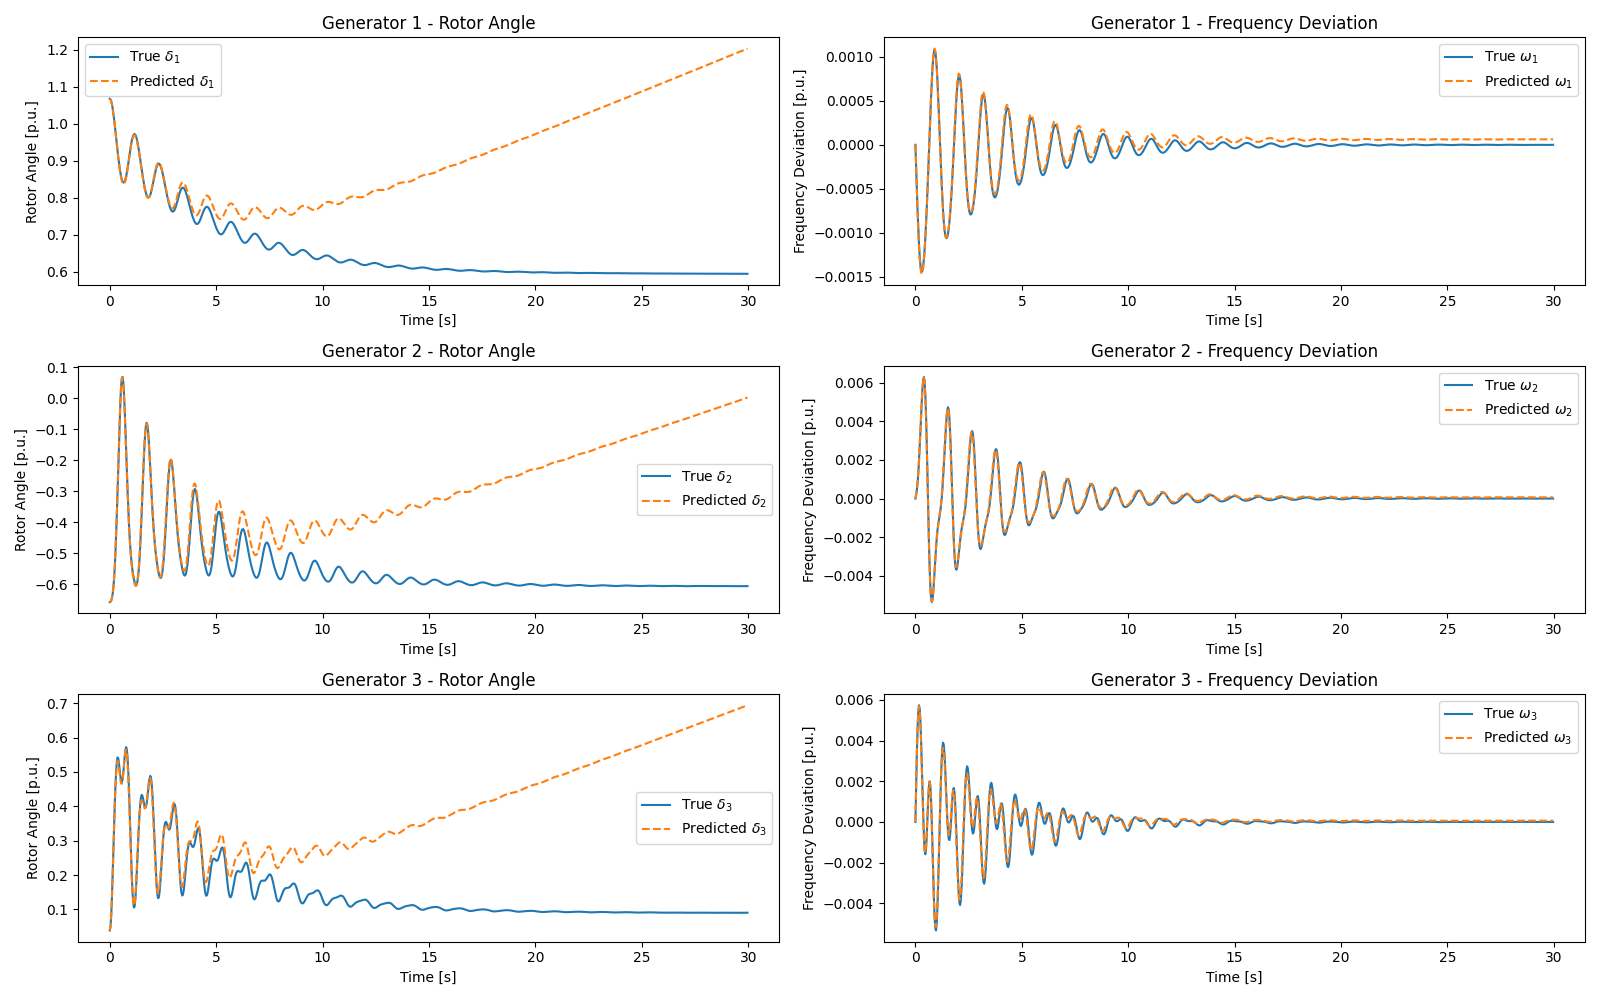 Generator 1 - Rotor Angle
Rotor Angle [p.u.]
1.2
1.1
1.0
0.9
0.8
0.7
0.6
True δ₁
Predicted δ₁
0 5 10 15 20 25 30
Time [s]
Generator 1 - Frequency Deviation
Frequency Deviation [p.u.]
0.0010
0.0005
0.0000
−0.0005
−0.0010
−0.0015
True ω₁
Predicted ω₁
0 5 10 15 20 25 30
Time [s]
Generator 2 - Rotor Angle
Rotor Angle [p.u.]
0.1
0.0
−0.1
−0.2
−0.3
−0.4
−0.5
−0.6
True δ₂
Predicted δ₂
0 5 10 15 20 25 30
Time [s]
Generator 2 - Frequency Deviation
Frequency Deviation [p.u.]
0.006
0.004
0.002
0.000
−0.002
−0.004
True ω₂
Predicted ω₂
0 5 10 15 20 25 30
Time [s]
Generator 3 - Rotor Angle
Rotor Angle [p.u.]
0.7
0.6
0.5
0.4
0.3
0.2
0.1
True δ₃
Predicted δ₃
0 5 10 15 20 25 30
Time [s]
Generator 3 - Frequency Deviation
Frequency Deviation [p.u.]
0.006
0.004
0.002
0.000
−0.002
−0.004
True ω₃
Predicted ω₃
0 5 10 15 20 25 30
Time [s]